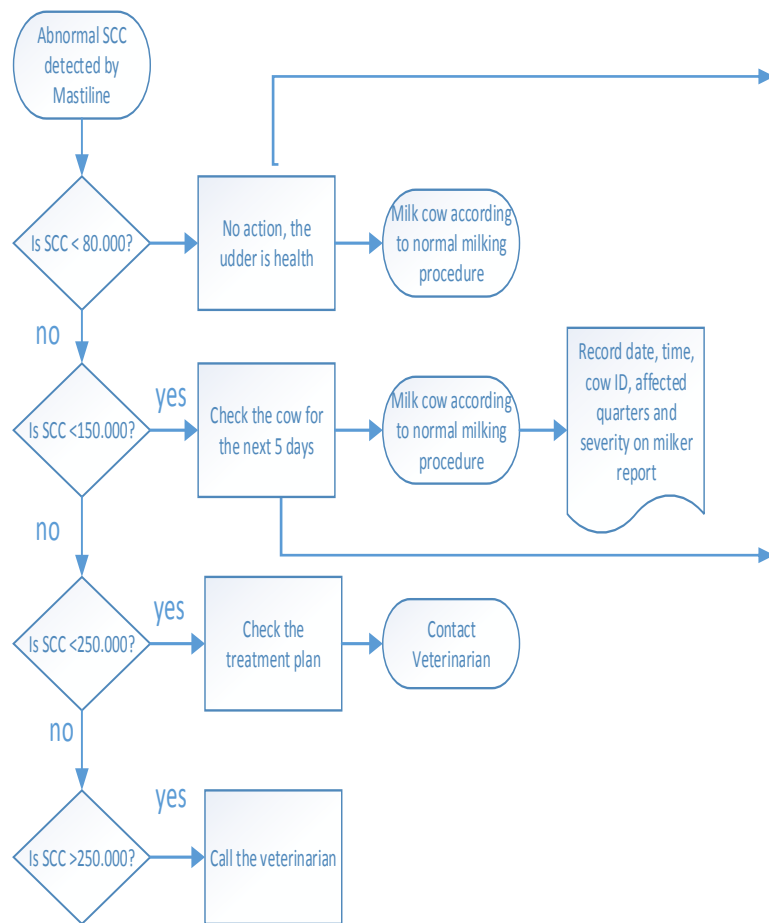 Abnormal SCC
detected by
Mastiline
Is SCC < 80.000?
No action, the
udder is health
Milk cow according
to normal milking
procedure
no
Is SCC <150.000?
yes
Check the cow for
the next 5 days
Milk cow according
to normal milking
procedure
Record date, time,
cow ID, affected
quarters and
severity on milker
report
no
Is SCC <250.000?
yes
Check the
treatment plan
Contact
Veterinarian
no
Is SCC >250.000?
yes
Call the veterinarian